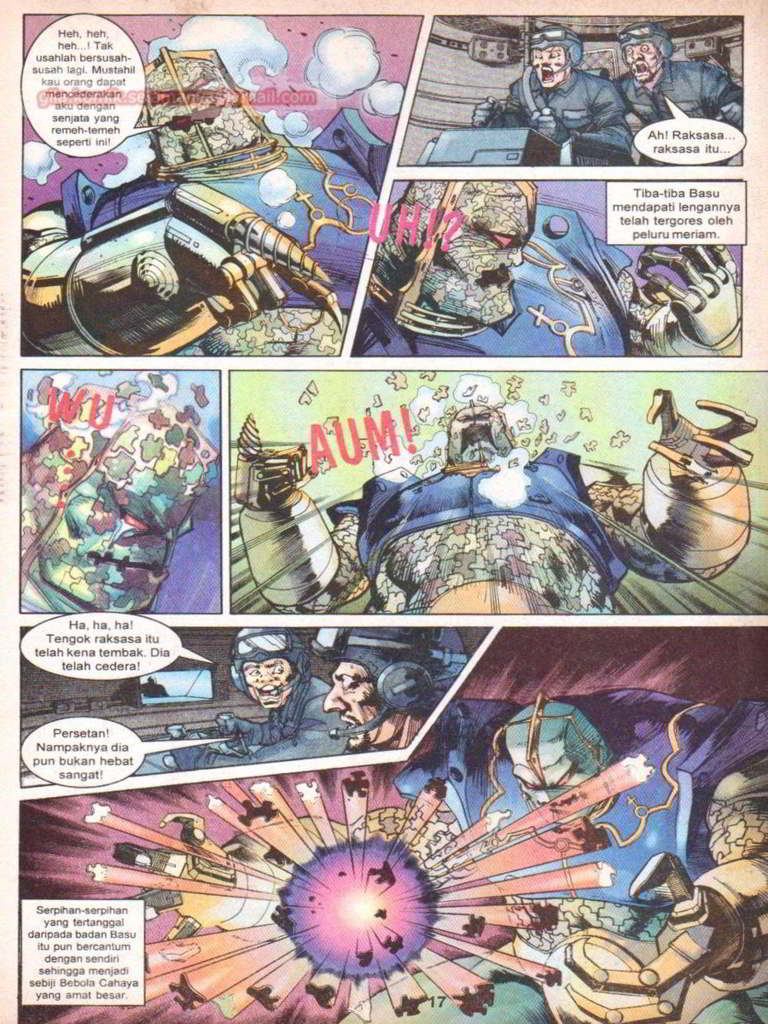 Heh, heh,
heh...! Tak
usahlah bersusah-
susah lagi. Mustahil
kau orang dapat
mencederakan
aku dengan
senjata yang
remeh-temeh
seperti ini!
Ah! Raksasa...
raksasa itu...
Tiba-tiba Basu
mendapati lengannya
telah tergores oleh
peluru meriam.
UH!?
WU
AUM!
Ha, ha, ha!
Tengok raksasa itu
telah kena tembak. Dia
telah cedera!
Persetan!
Nampaknya dia
pun bukan hebat
sangat!
Serpihan-serpihan
yang tertanggal
daripada badan Basu
itu pun bercantum
dengan sendiri
sehingga menjadi
sebiji Bebola Cahaya
yang amat besar.
17